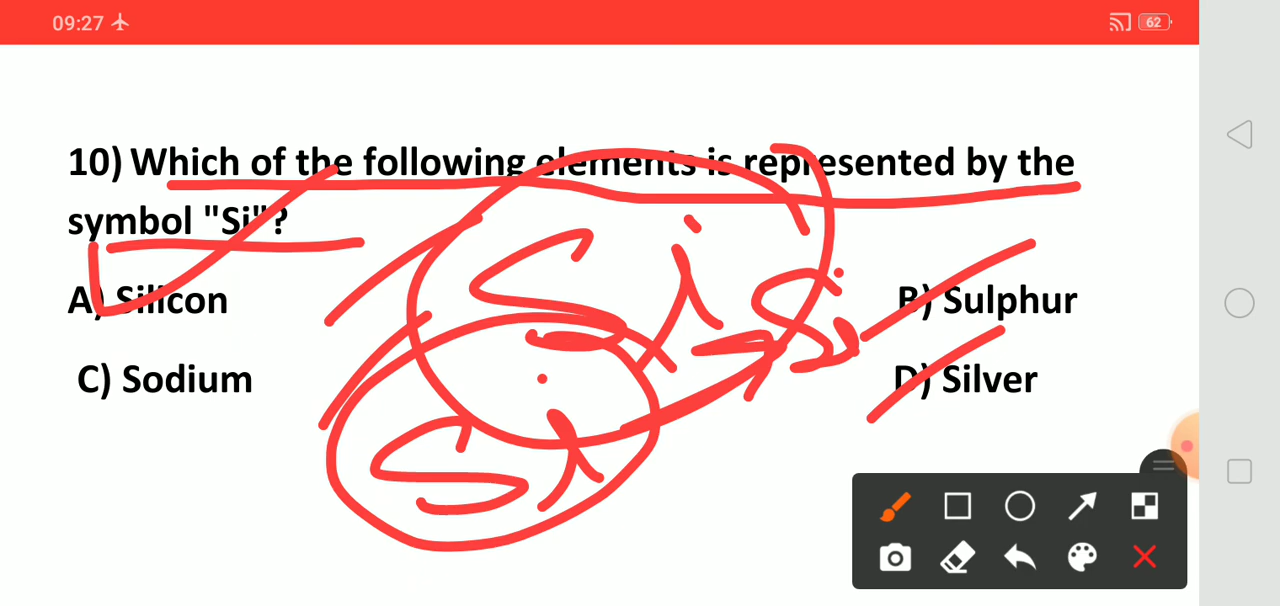 09:27
62
10) Which of the following elements is represented by the
symbol "Si"?
A) Silicon
B) Sulphur
C) Sodium
D) Silver
Si
Si
Si